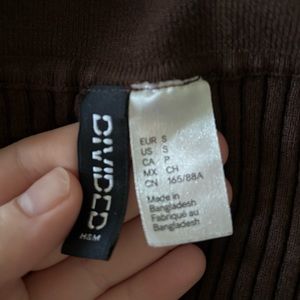 DIVIDED
H&M
EUR S
US S
CA P
MX CH
CN 165/88A
Made in
Bangladesh
Fabriqué au
Bangladesh